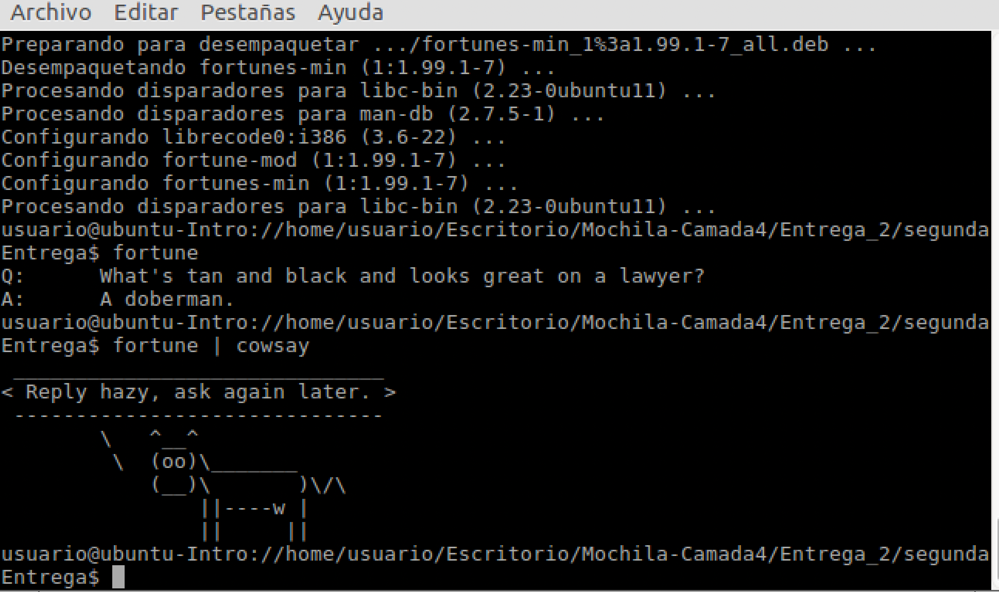 Archivo Editar Pestañas Ayuda
Preparando para desempaquetar .../fortunes-min_1%3a1.99.1-7_all.deb ...
Desempaquetando fortunes-min (1:1.99.1-7) ...
Procesando disparadores para libc-bin (2.23-0ubuntu11) ...
Procesando disparadores para man-db (2.7.5-1) ...
Configurando librecode0:i386 (3.6-22) ...
Configurando fortune-mod (1:1.99.1-7) ...
Configurando fortunes-min (1:1.99.1-7) ...
Procesando disparadores para libc-bin (2.23-0ubuntu11) ...
usuario@ubuntu-Intro://home/usuario/Escritorio/Mochila-Camada4/Entrega_2/segunda
Entrega$ fortune
Q:      What's tan and black and looks great on a lawyer?
A:      A doberman.
usuario@ubuntu-Intro://home/usuario/Escritorio/Mochila-Camada4/Entrega_2/segunda
Entrega$ fortune | cowsay
 ______________________________
< Reply hazy, ask again later. >
 ------------------------------
        \   ^__^
         \  (oo)\_______
            (__)\       )\/\
                ||----w |
                ||     ||
usuario@ubuntu-Intro://home/usuario/Escritorio/Mochila-Camada4/Entrega_2/segunda
Entrega$